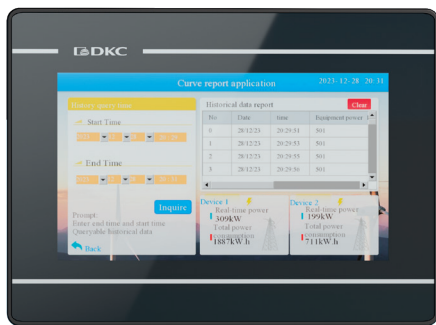 DKC
Curve report application
2023-12-28 20:31
History query time
Start Time
End Time
Inquire
Prompt:
Enter end time and start time
Queryable historical data
Back
Historical date report
Clear
No Date time Equipment power
0 28/12/23 20:29:51 501
1 28/12/23 20:29:53 501
2 28/12/23 20:29:55 501
3 28/12/23 20:29:56 501
Device 1
Real-time power
309kW
Total power
consumption
1887kW.h
Device 2
Real-time power
199kW
Total power
consumption
711kW.h